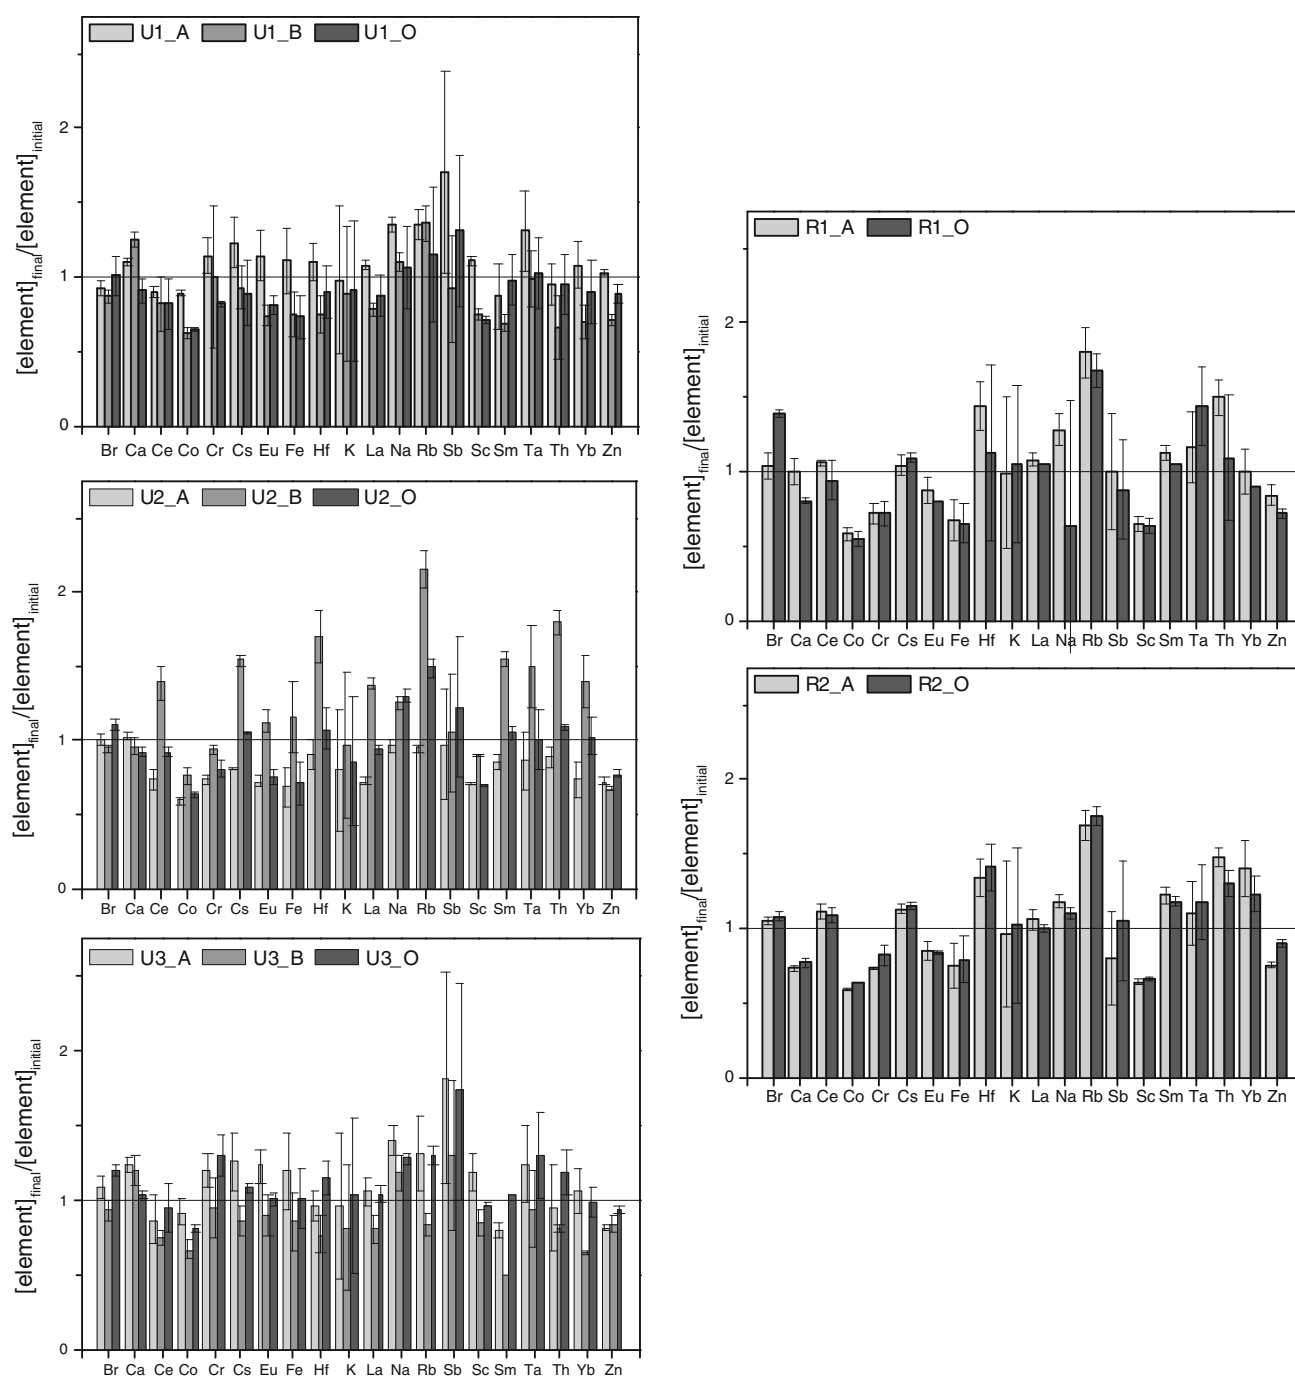 U1_A U1_B U1_O
[element]final/[element]initial
2
1
0
Br Ca Ce Co Cr Cs Eu Fe Hf K La Na Rb Sb Sc Sm Ta Th Yb Zn
U2_A U2_B U2_O
[element]final/[element]initial
2
1
0
Br Ca Ce Co Cr Cs Eu Fe Hf K La Na Rb Sb Sc Sm Ta Th Yb Zn
U3_A U3_B U3_O
[element]final/[element]initial
2
1
0
Br Ca Ce Co Cr Cs Eu Fe Hf K La Na Rb Sb Sc Sm Ta Th Yb Zn
R1_A R1_O
[element]final/[element]initial
2
1
0
Br Ca Ce Co Cr Cs Eu Fe Hf K La Na Rb Sb Sc Sm Ta Th Yb Zn
R2_A R2_O
[element]final/[element]initial
2
1
0
Br Ca Ce Co Cr Cs Eu Fe Hf K La Na Rb Sb Sc Sm Ta Th Yb Zn